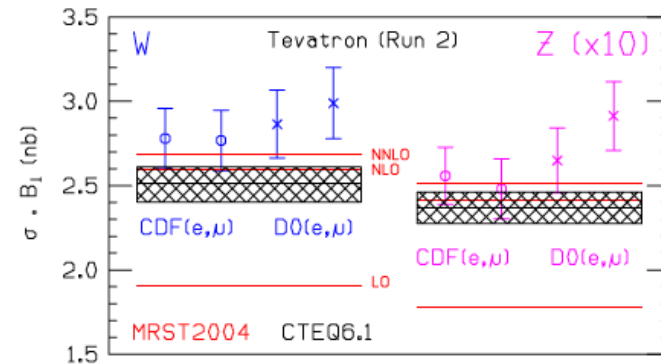 3.5
W
Tevatron (Run 2)
Z (x10)
3.0
NNLO
NLO
2.5
σ . Bl (nb)
CDF(e,μ)
D0(e,μ)
CDF(e,μ)
D0(e,μ)
2.0
LO
MRST2004
CTEQ6.1
1.5